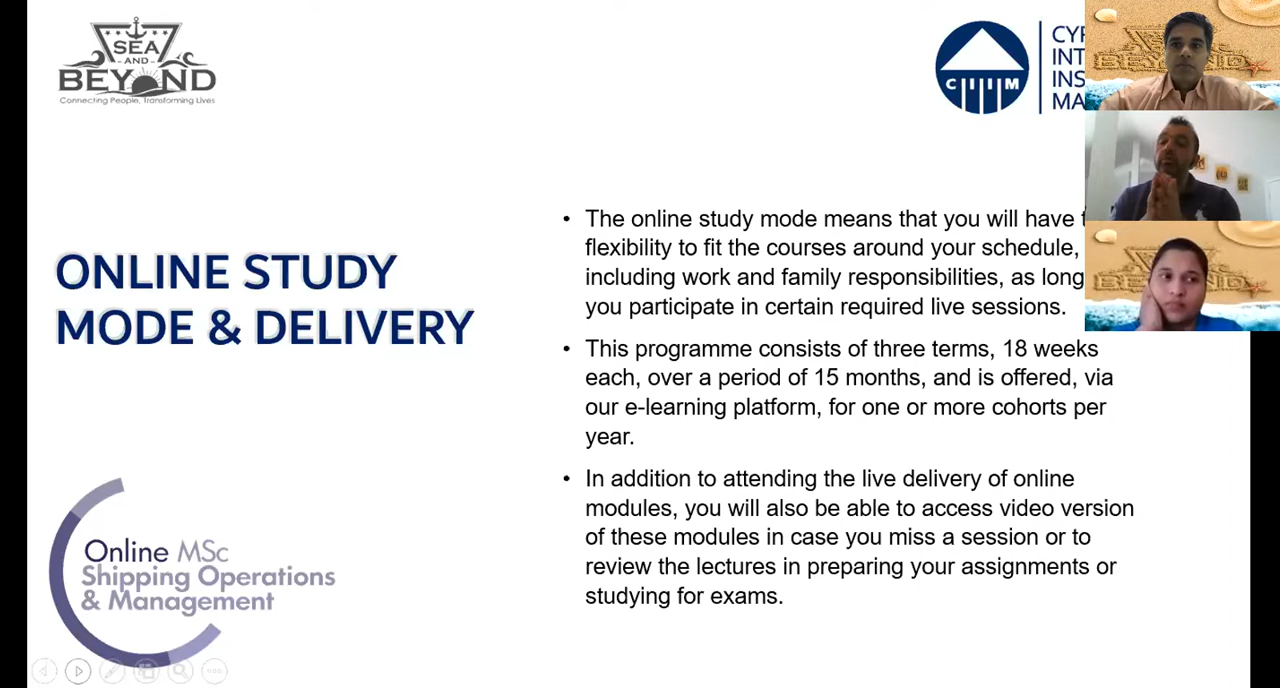 SEA
AND
BEYOND
Connecting People, Transforming Lives
CIIM
INS
ONLINE STUDY
MODE & DELIVERY
• The online study mode means that you will have
flexibility to fit the courses around your schedule,
including work and family responsibilities, as long
you participate in certain required live sessions.
• This programme consists of three terms, 18 weeks
each, over a period of 15 months, and is offered, via
our e-learning platform, for one or more cohorts per
year.
• In addition to attending the live delivery of online
modules, you will also be able to access video version
of these modules in case you miss a session or to
review the lectures in preparing your assignments or
studying for exams.
Online MSc
Shipping Operations
& Management